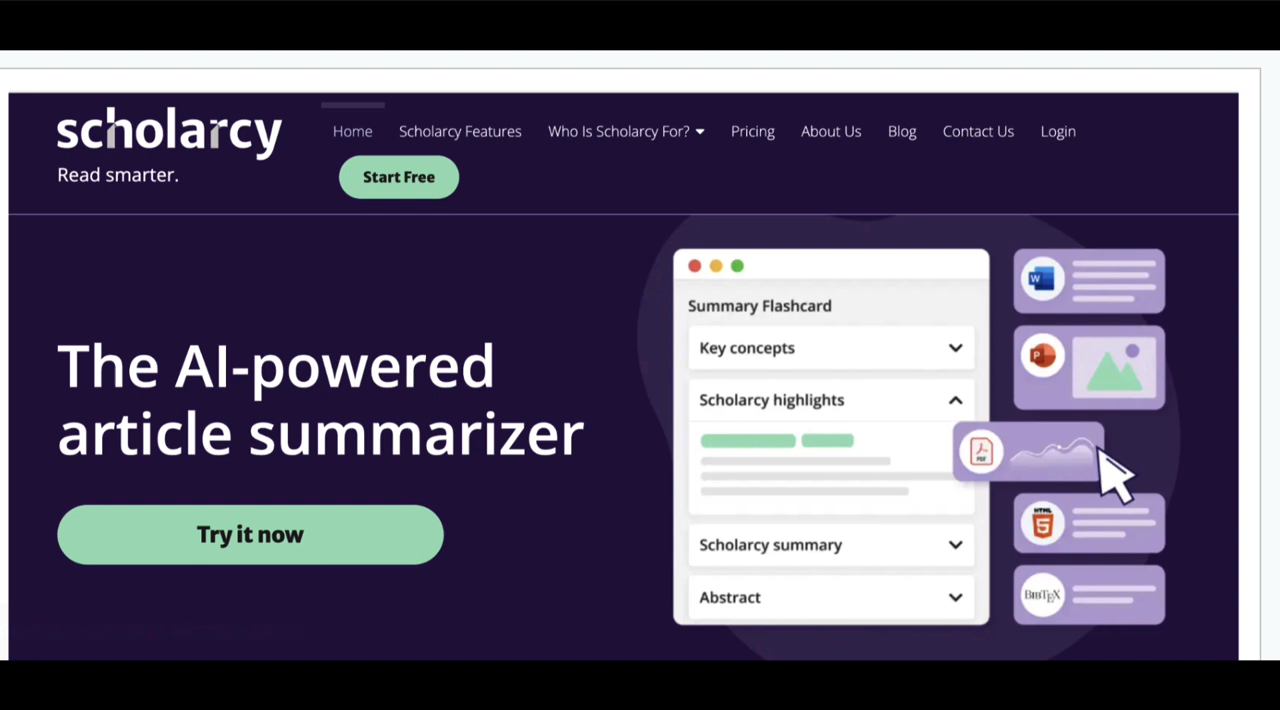 scholarcy
Read smarter.
Home Scholarcy Features Who Is Scholarcy For? Pricing About Us Blog Contact Us Login
Start Free
The AI-powered
article summarizer
Try it now
Summary Flashcard
Key concepts
Scholarcy highlights
Scholarcy summary
Abstract
W
P
PDF
HTML
5
BIBTEX